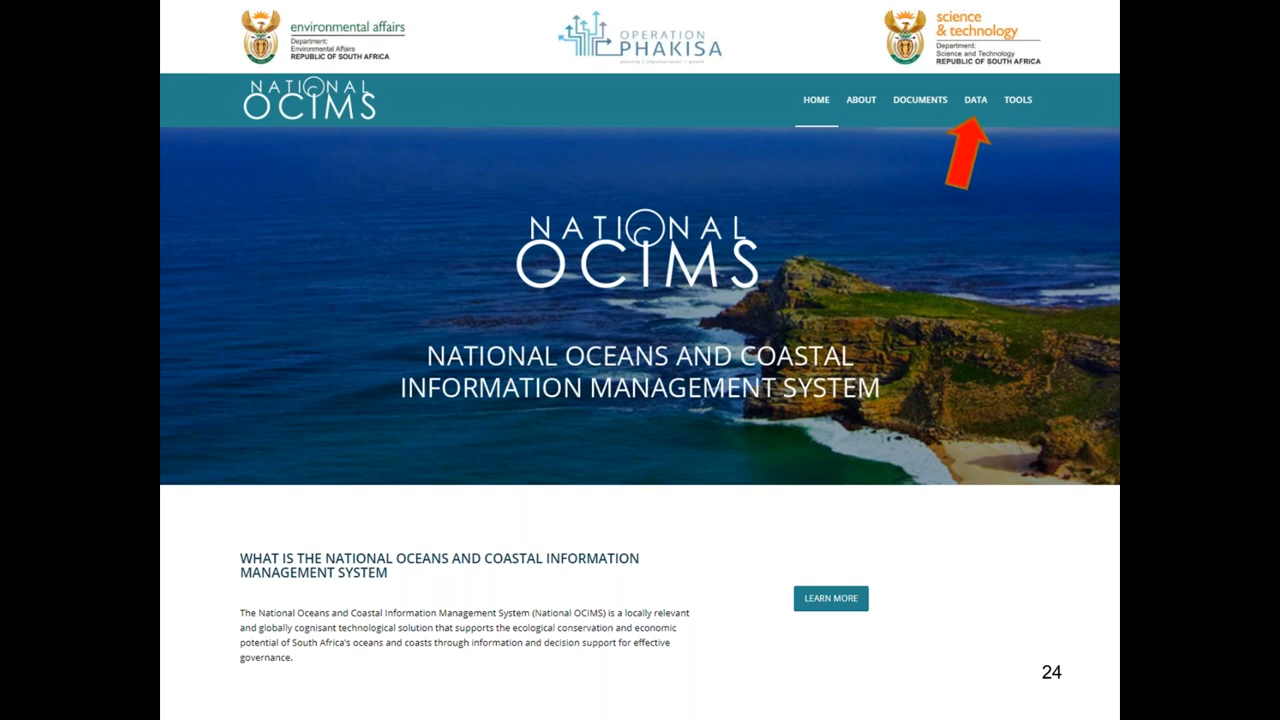 environmental affairs
Department:
Environmental Affairs
REPUBLIC OF SOUTH AFRICA
OPERATION
PHAKISA
planning | implementation | growth
science
& technology
Department:
Science and Technology
REPUBLIC OF SOUTH AFRICA
NATIONAL
OCIMS
HOME ABOUT DOCUMENTS DATA TOOLS
NATIONAL
OCIMS
NATIONAL OCEANS AND COASTAL
INFORMATION MANAGEMENT SYSTEM
WHAT IS THE NATIONAL OCEANS AND COASTAL INFORMATION
MANAGEMENT SYSTEM
The National Oceans and Coastal Information Management System (National OCIMS) is a locally relevant
and globally cognisant technological solution that supports the ecological conservation and economic
potential of South Africa's oceans and coasts through information and decision support for effective
governance.
LEARN MORE
24